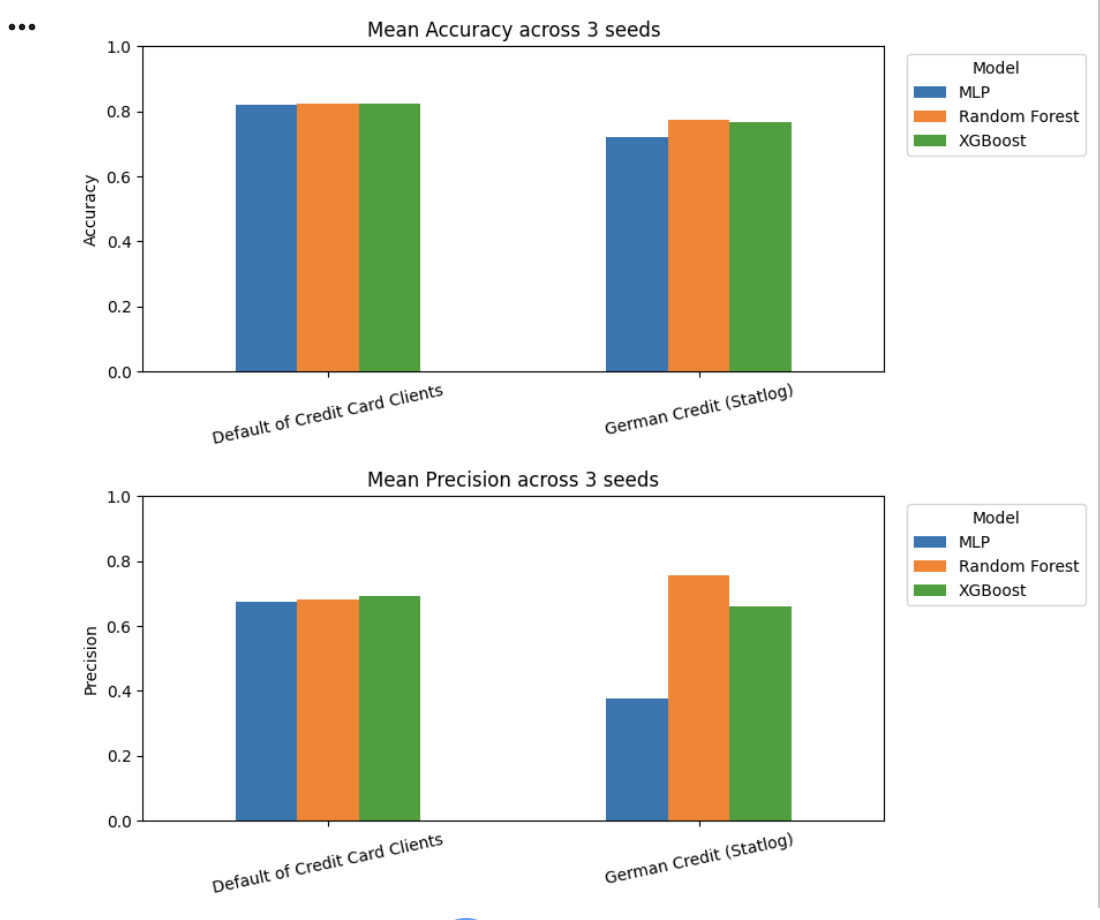 Mean Accuracy across 3 seeds
1.0
0.8
0.6
0.4
0.2
0.0
Accuracy
Default of Credit Card Clients
German Credit (Statlog)
Model
MLP
Random Forest
XGBoost
Mean Precision across 3 seeds
1.0
0.8
0.6
0.4
0.2
0.0
Precision
Default of Credit Card Clients
German Credit (Statlog)
Model
MLP
Random Forest
XGBoost